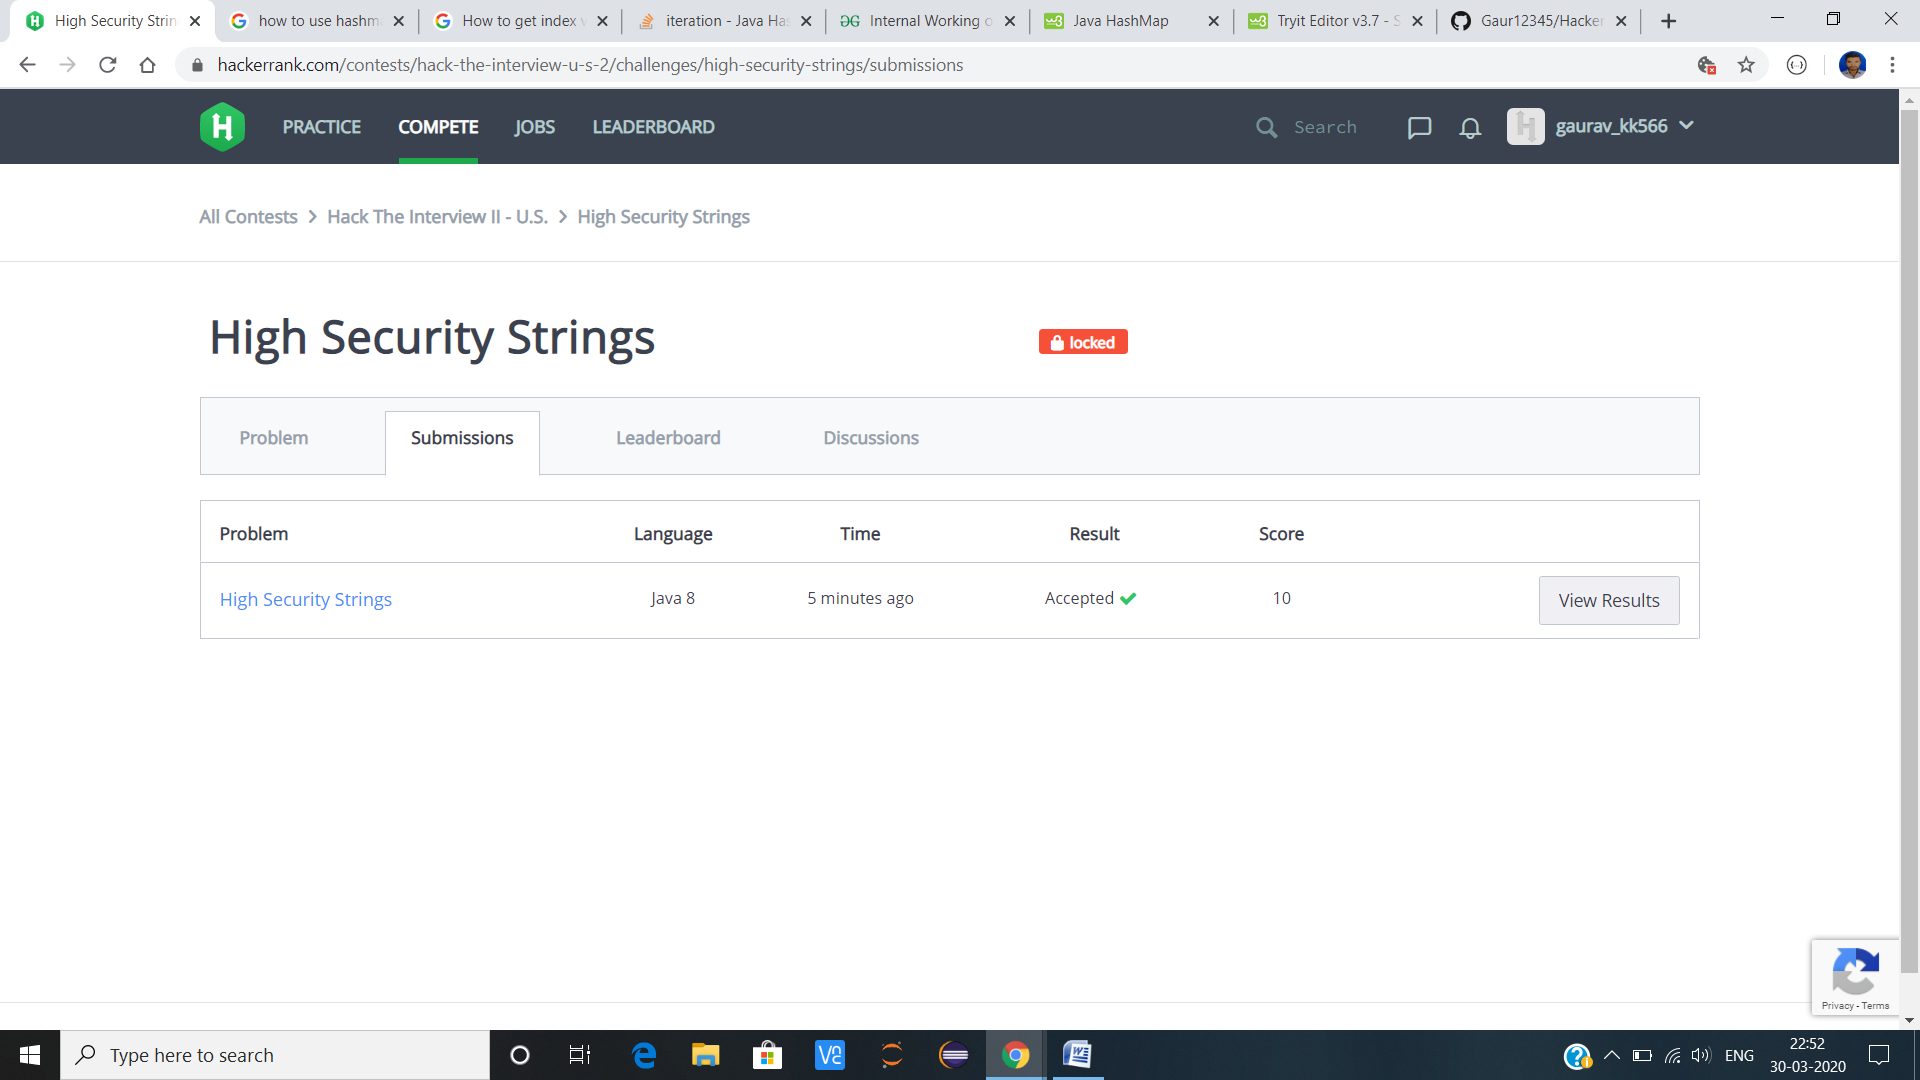 High Security Strin
how to use hashm
How to get index v
iteration - Java Ha
Internal Working o
Java HashMap
Tryit Editor v3.7 - S
Gaur12345/Hacker
hackerrank.com/contests/hack-the-interview-u-s-2/challenges/high-security-strings/submissions
PRACTICE COMPETE JOBS LEADERBOARD Search gaurav_kk566
All Contests > Hack The Interview II - U.S. > High Security Strings
High Security Strings locked
Problem Submissions Leaderboard Discussions
Problem Language Time Result Score
High Security Strings Java 8 5 minutes ago Accepted 10 View Results
Privacy - Terms
Type here to search
ENG
22:52
30-03-2020